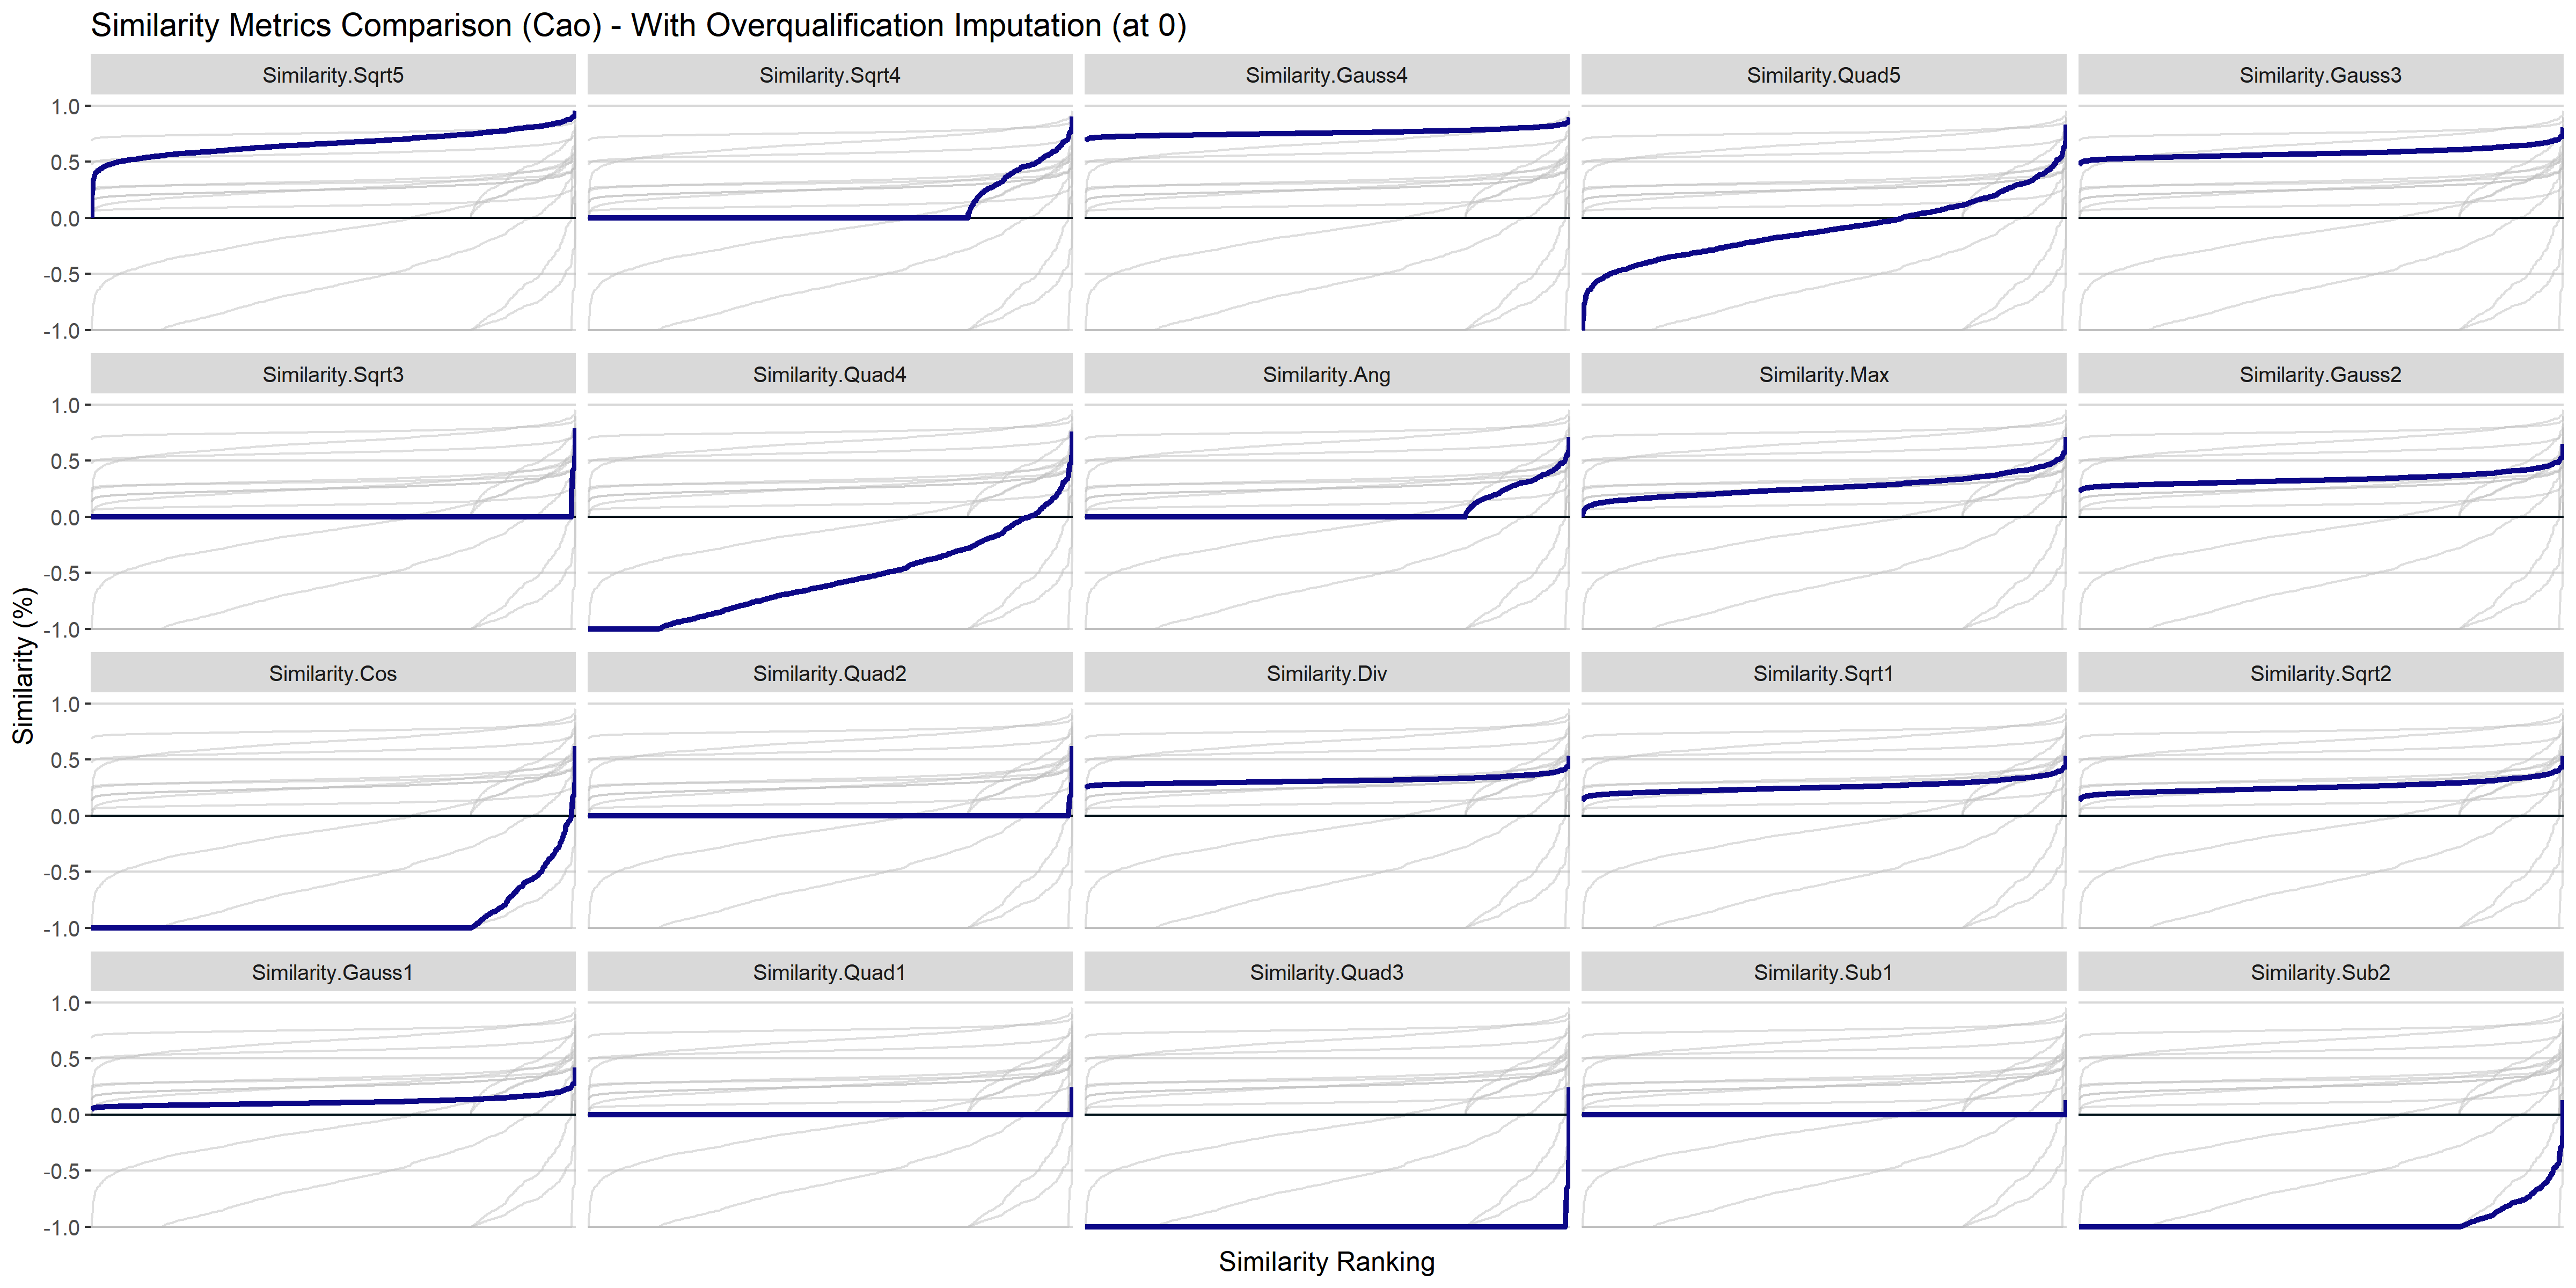 Similarity Metrics Comparison (Cao) - With Overqualification Imputation (at 0)
Similarity.Sqrt5
Similarity.Sqrt4
Similarity.Gauss4
Similarity.Quad5
Similarity.Gauss3
1.0
0.5
0.0
-0.5
-1.0
Similarity.Sqrt3
Similarity.Quad4
Similarity.Ang
Similarity.Max
Similarity.Gauss2
1.0
0.5
0.0
-0.5
-1.0
Similarity (%)
Similarity.Cos
Similarity.Quad2
Similarity.Div
Similarity.Sqrt1
Similarity.Sqrt2
1.0
0.5
0.0
-0.5
-1.0
Similarity.Gauss1
Similarity.Quad1
Similarity.Quad3
Similarity.Sub1
Similarity.Sub2
1.0
0.5
0.0
-0.5
-1.0
Similarity Ranking